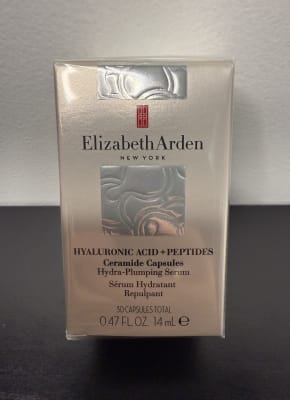 Elizabeth Arden
NEW YORK
HYALURONIC ACID + PEPTIDES
Ceramide Capsules
Hydra-Plumping Serum
Sérum Hydratant
Repulpant
30 CAPSULES TOTAL
0.47 FL. OZ. 14 mL ℮